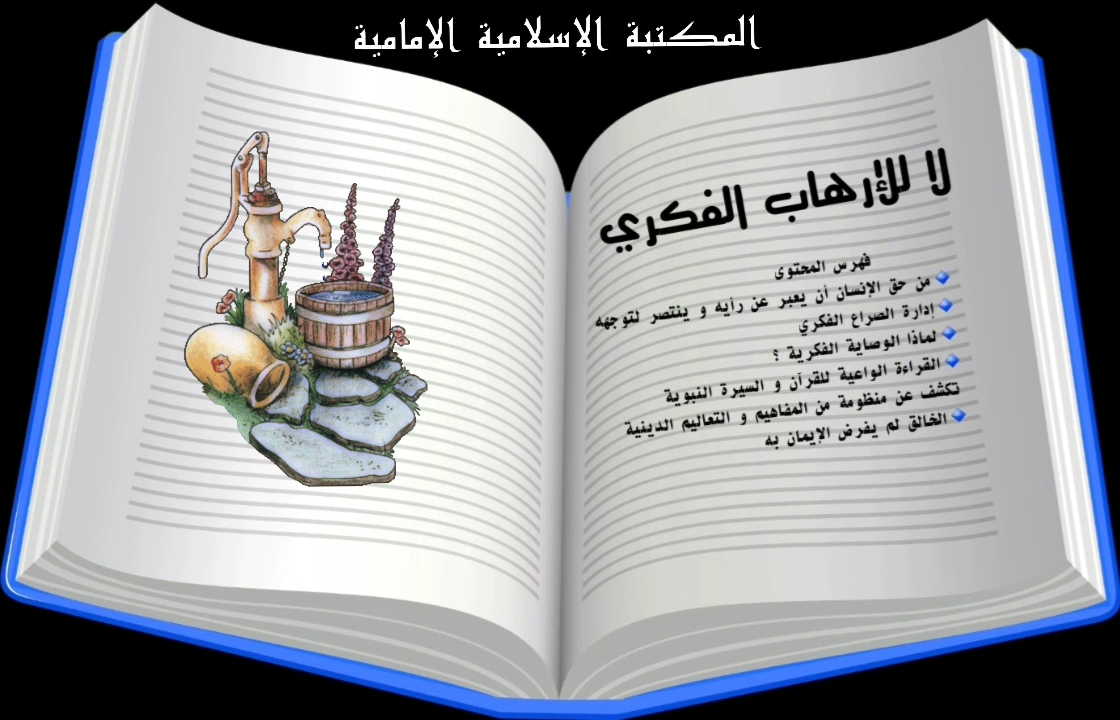 المكتبة الإسلامية الإمامية
لا للإرهاب الفكري
فهرس المحتوى
من حق الإنسان أن يعبر عن رأيه و ينتصر لتوجهه
إدارة الصراع الفكري
لماذا الوصاية الفكرية ؟
القراءة الواعية للقرآن و السيرة النبوية
تكشف عن منظومة من المفاهيم و التعاليم الدينية
الخالق لم يفرض الإيمان به